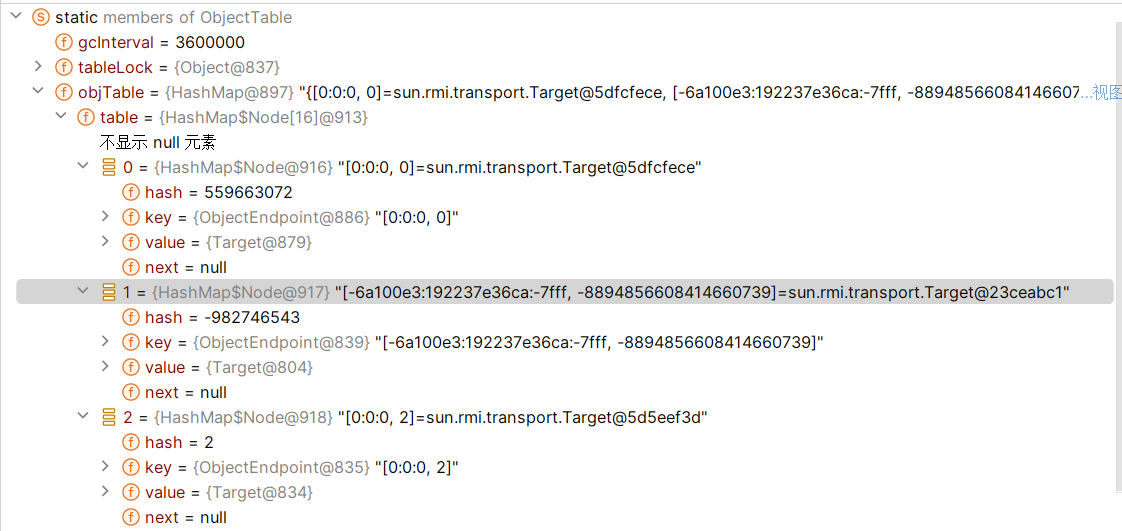 static members of ObjectTable
gcInterval = 3600000
tableLock = {Object@837}
objTable = {HashMap@897} "{[0:0:0, 0]=sun.rmi.transport.Target@5dfcfece, [-6a100e3:192237e36ca:-7fff, -88948566084146607...视图
table = {HashMap$Node[16]@913}
不显示 null 元素
0 = {HashMap$Node@916} "[0:0:0, 0]=sun.rmi.transport.Target@5dfcfece"
hash = 559663072
key = {ObjectEndpoint@886} "[0:0:0, 0]"
value = {Target@879}
next = null
1 = {HashMap$Node@917} "[-6a100e3:192237e36ca:-7fff, -8894856608414660739]=sun.rmi.transport.Target@23ceabc1"
hash = -982746543
key = {ObjectEndpoint@839} "[-6a100e3:192237e36ca:-7fff, -8894856608414660739]"
value = {Target@804}
next = null
2 = {HashMap$Node@918} "[0:0:0, 2]=sun.rmi.transport.Target@5d5eef3d"
hash = 2
key = {ObjectEndpoint@835} "[0:0:0, 2]"
value = {Target@834}
next = null